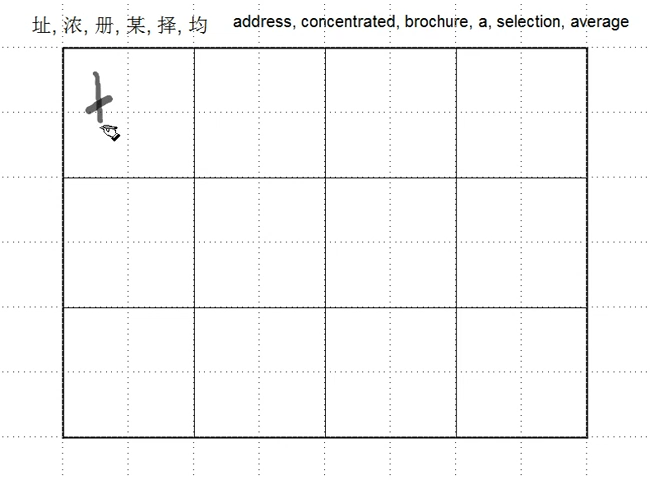 址, 浓, 册, 某, 择, 均 address, concentrated, brochure, a, selection, average